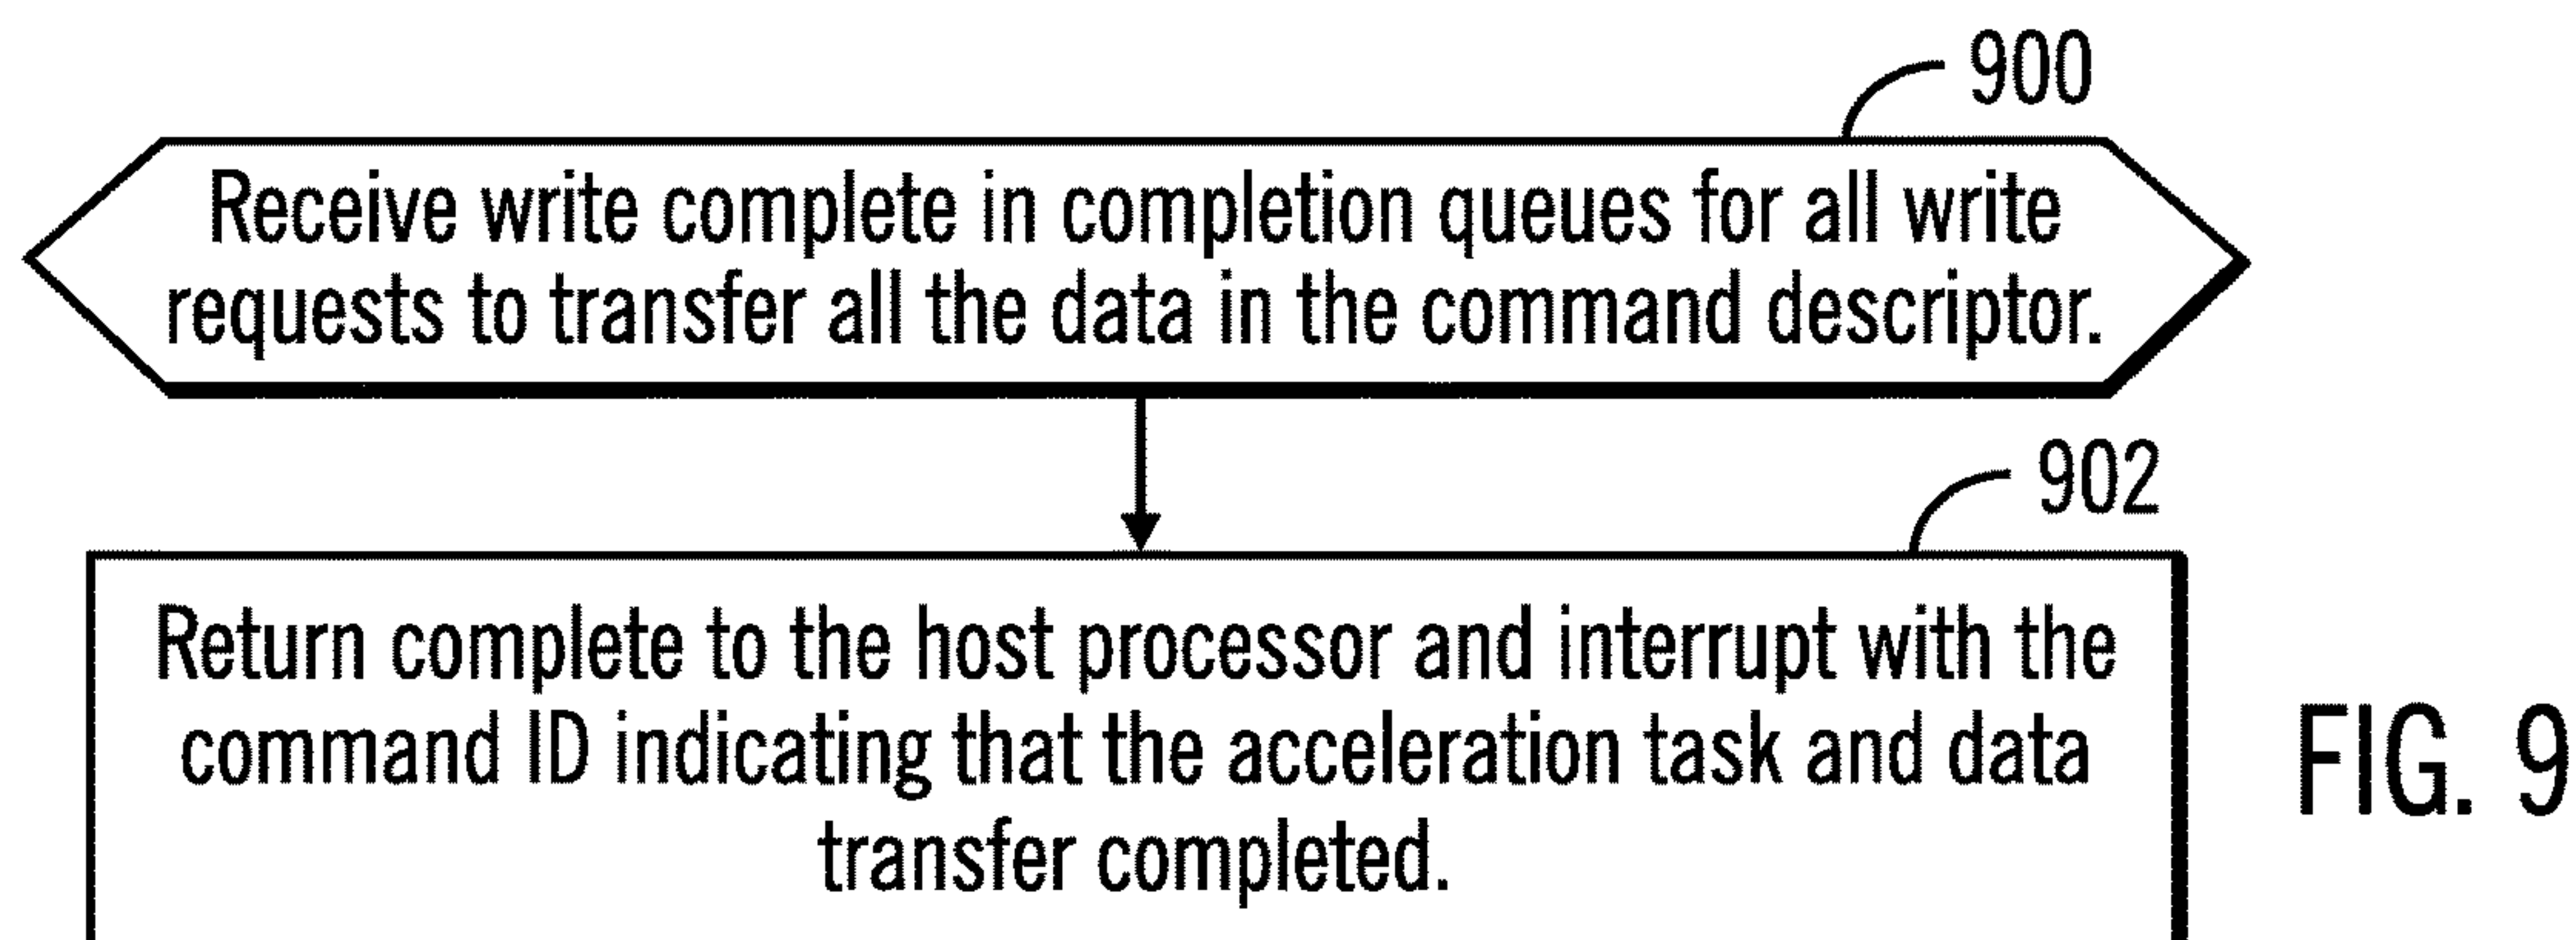 900
Receive write complete in completion queues for all write
requests to transfer all the data in the command descriptor.
902
Return complete to the host processor and interrupt with the
command ID indicating that the acceleration task and data
transfer completed.
FIG. 9